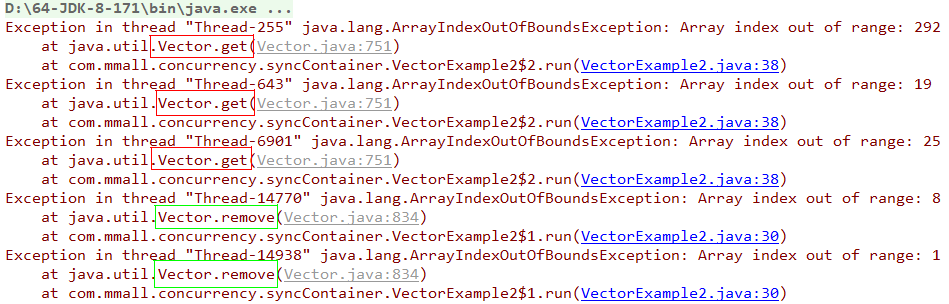 D:\64-JDK-8-171\bin\java.exe ...
Exception in thread "Thread-255" java.lang.ArrayIndexOutOfBoundsException: Array index out of range: 292
at java.util.Vector.get(Vector.java:751)
at com.mmall.concurrency.syncContainer.VectorExample2$2.run(VectorExample2.java:38)
Exception in thread "Thread-643" java.lang.ArrayIndexOutOfBoundsException: Array index out of range: 19
at java.util.Vector.get(Vector.java:751)
at com.mmall.concurrency.syncContainer.VectorExample2$2.run(VectorExample2.java:38)
Exception in thread "Thread-6901" java.lang.ArrayIndexOutOfBoundsException: Array index out of range: 25
at java.util.Vector.get(Vector.java:751)
at com.mmall.concurrency.syncContainer.VectorExample2$2.run(VectorExample2.java:38)
Exception in thread "Thread-14770" java.lang.ArrayIndexOutOfBoundsException: Array index out of range: 8
at java.util.Vector.remove(Vector.java:834)
at com.mmall.concurrency.syncContainer.VectorExample2$1.run(VectorExample2.java:30)
Exception in thread "Thread-14938" java.lang.ArrayIndexOutOfBoundsException: Array index out of range: 1
at java.util.Vector.remove(Vector.java:834)
at com.mmall.concurrency.syncContainer.VectorExample2$1.run(VectorExample2.java:30)